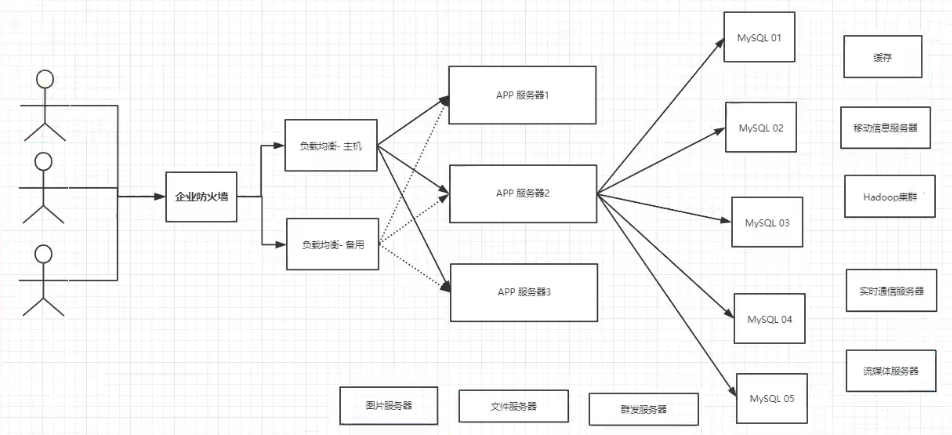 企业防火墙
负载均衡- 主机
负载均衡- 备用
APP 服务器1
APP 服务器2
APP 服务器3
MySQL 01
MySQL 02
MySQL 03
MySQL 04
MySQL 05
缓存
移动信息服务器
Hadoop集群
实时通信服务器
流媒体服务器
图片服务器
文件服务器
群发服务器